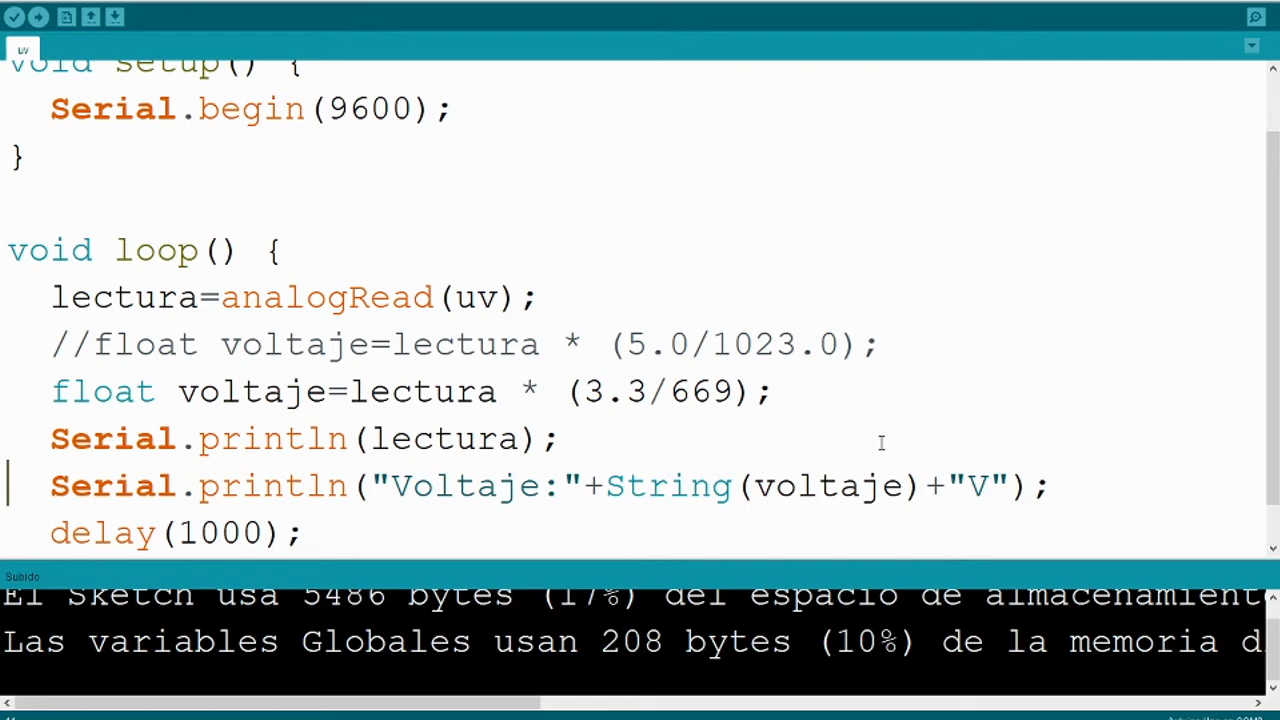 uv
void setup() {
Serial.begin(9600);
}
void loop() {
lectura=analogRead(uv);
//float voltaje=lectura * (5.0/1023.0);
float voltaje=lectura * (3.3/669);
Serial.println(lectura);
Serial.println("Voltaje:"+String(voltaje)+"V");
delay(1000);
Subido
El Sketch usa 5486 bytes (17%) del espacio de almacenamient
Las variables Globales usan 208 bytes (10%) de la memoria d